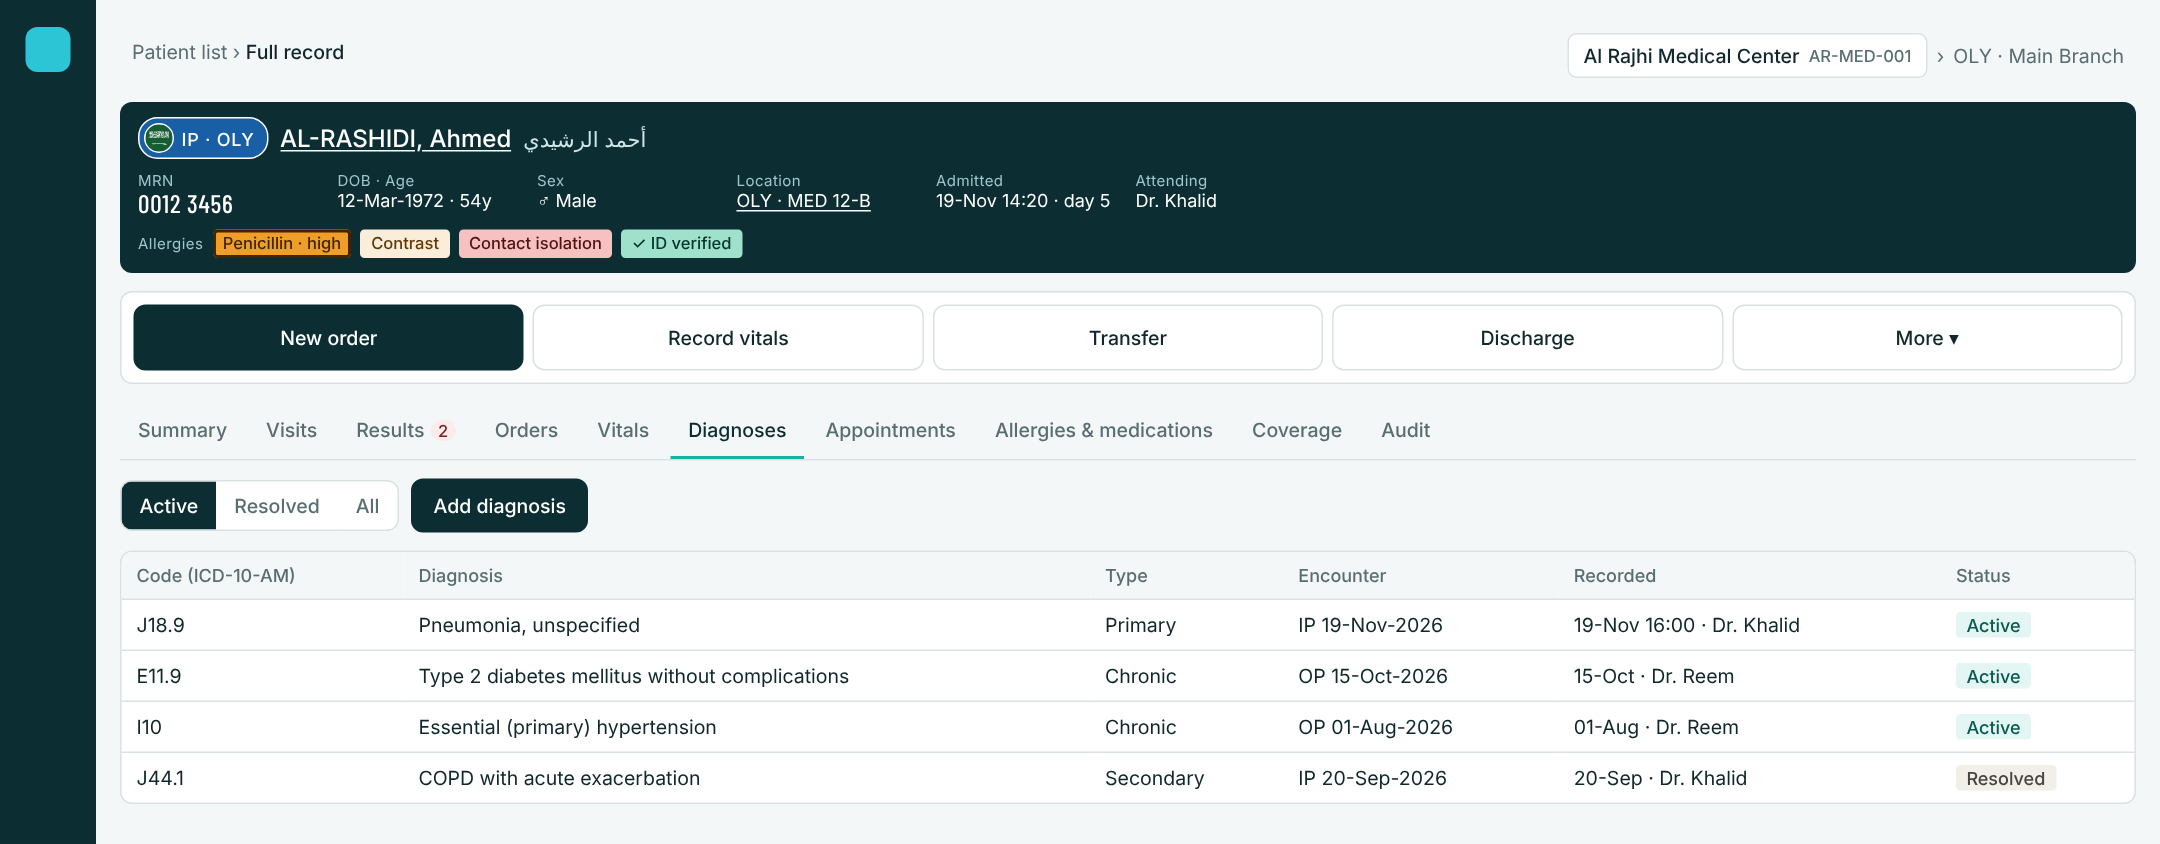 Patient list › Full record
Al Rajhi Medical Center AR-MED-001 › OLY · Main Branch
IP · OLY AL-RASHIDI, Ahmed أحمد الرشيدي
MRN DOB · Age Sex Location Admitted Attending
0012 3456 12-Mar-1972 · 54y ♂ Male OLY · MED 12-B 19-Nov 14:20 · day 5 Dr. Khalid
Allergies Penicillin · high Contrast Contact isolation ✓ ID verified
New order Record vitals Transfer Discharge More ▾
Summary Visits Results 2 Orders Vitals Diagnoses Appointments Allergies & medications Coverage Audit
Active Resolved All Add diagnosis
Code (ICD-10-AM) Diagnosis Type Encounter Recorded Status
J18.9 Pneumonia, unspecified Primary IP 19-Nov-2026 19-Nov 16:00 · Dr. Khalid Active
E11.9 Type 2 diabetes mellitus without complications Chronic OP 15-Oct-2026 15-Oct · Dr. Reem Active
I10 Essential (primary) hypertension Chronic OP 01-Aug-2026 01-Aug · Dr. Reem Active
J44.1 COPD with acute exacerbation Secondary IP 20-Sep-2026 20-Sep · Dr. Khalid Resolved